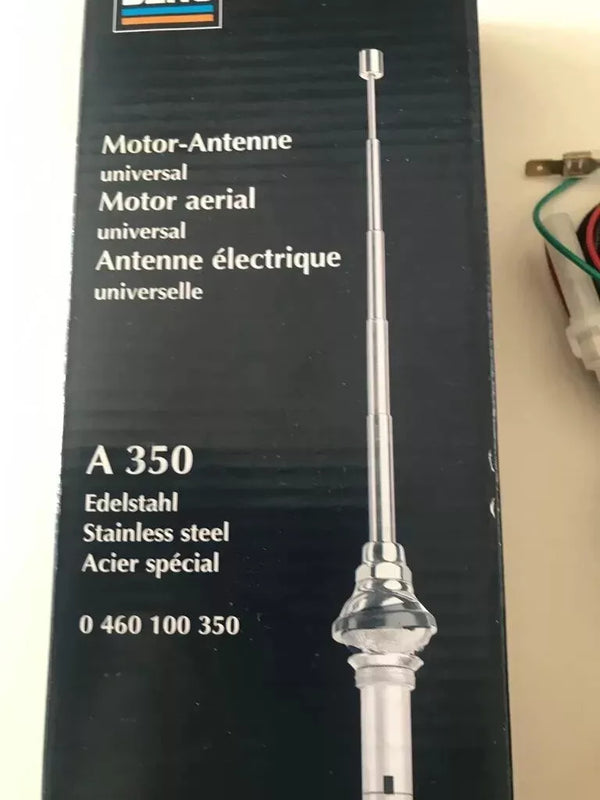 Motor-Antenne
universal
Motor aerial
universal
Antenne électrique
universelle
A 350
Edelstahl
Stainless steel
Acier spécial
0 460 100 350